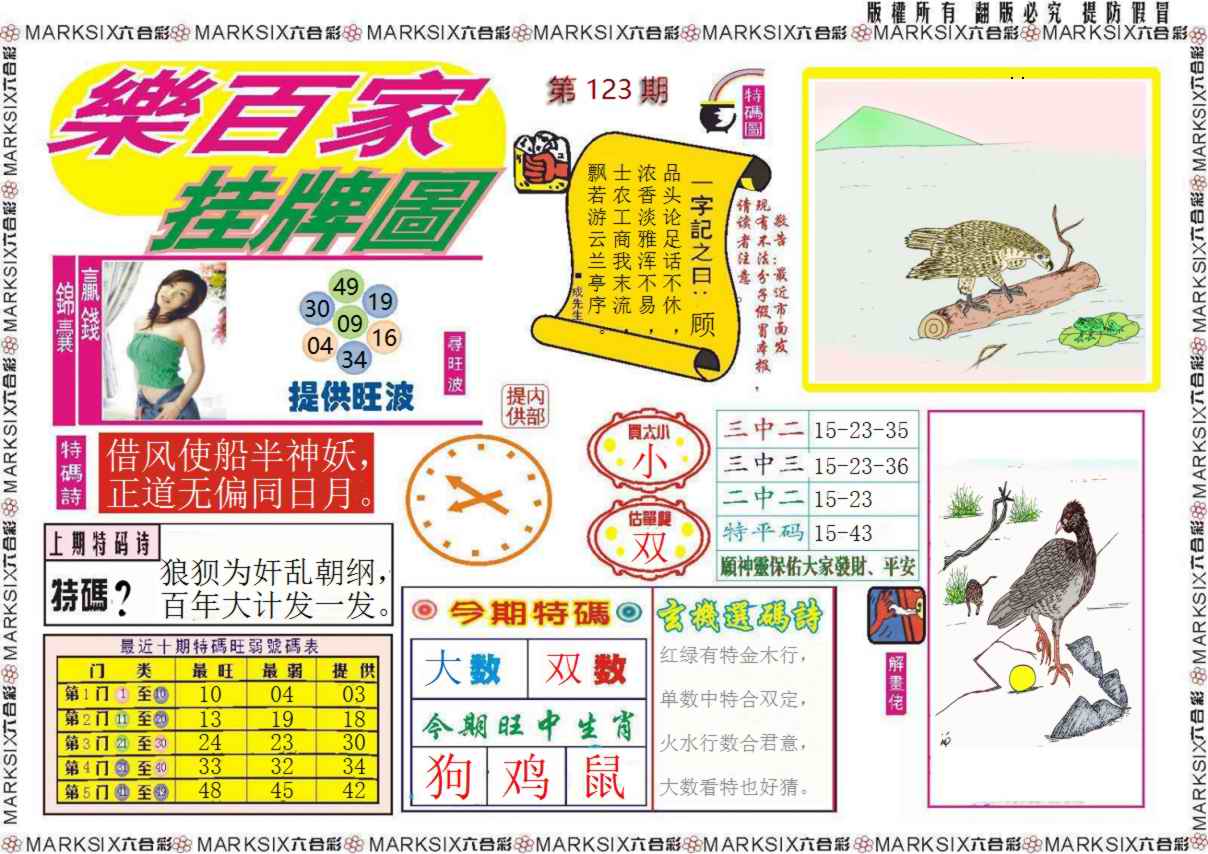 版權所有 翻版必究 提防假冒
MARKSIX六合彩 MARKSIX六合彩 MARKSIX六合彩 MARKSIX六合彩 MARKSIX六合彩 MARKSIX六合彩 MARKSIX六合彩
樂百家
挂牌圖
第 123 期
特碼圖
一字記之曰：顾
品头论足话不休，
浓香淡雅浑不易，
士农工商我末流，
飘若游云兰亭序。
■成先生
敬告：最近市面发
现有不法分子假冒本报，
请读者注意。
贏錢
錦囊
49
30
19
09
04
16
34
提供旺波
尋旺波
内部
提供
特碼詩
借风使船半神妖，
正道无偏同日月。
上期特码诗
特碼？
狼狈为奸乱朝纲，
百年大计发一发。
買大小
小
估單雙
双
三中二 15-23-35
三中三 15-23-36
二中二 15-23
特平码 15-43
願神靈保佑大家發財、平安
最近十期特碼旺弱號碼表
门 类 最旺 最弱 提供
第1门 1 至 10 10 04 03
第2门 11 至 20 13 19 18
第3门 21 至 30 24 23 30
第4门 31 至 40 33 32 34
第5门 41 至 48 45 42
今期特碼
大数 双数
今期旺中生肖
狗 鸡 鼠
玄機選碼詩
红绿有特金木行，
单数中特合双定，
火水行数合君意，
大数看特也好猜。
解畫佬
MARKSIX六合彩 MARKSIX六合彩 MARKSIX六合彩 MARKSIX六合彩 MARKSIX六合彩 MARKSIX六合彩 MARKSIX六合彩